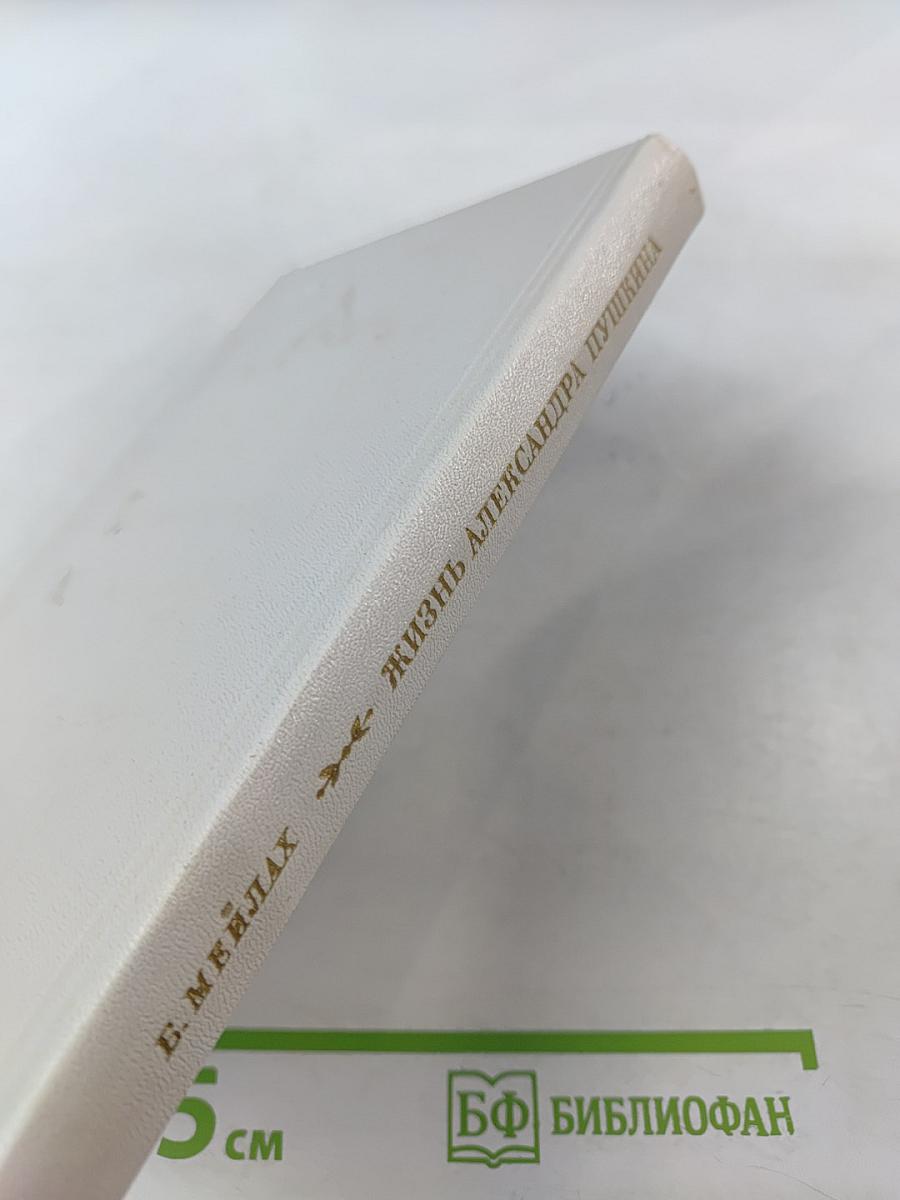 Б. МЕЙЛАХ ЖИЗНЬ АЛЕКСАНДРА ПУШКИНА
5 см
БФ БИБЛИОФАН